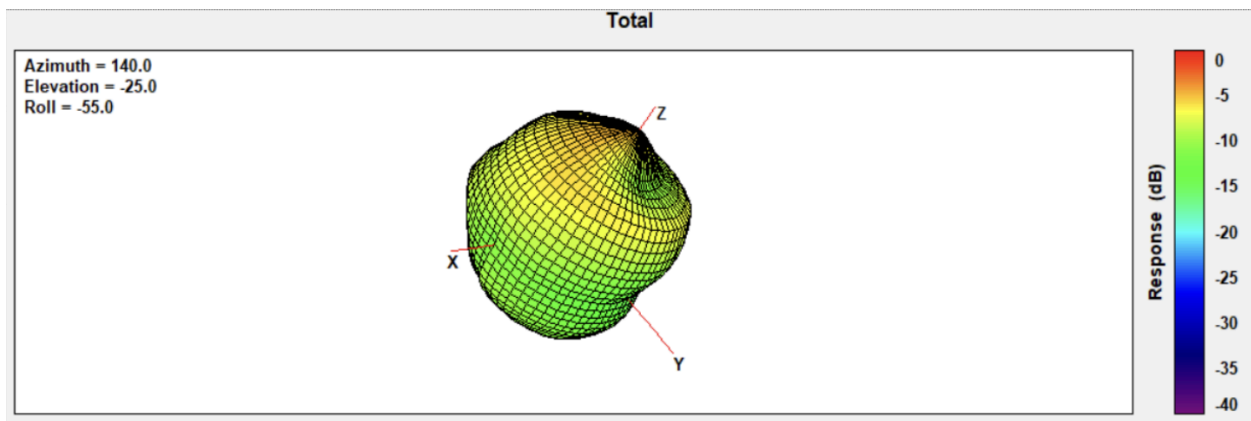 Total
Azimuth = 140.0
Elevation = -25.0
Roll = -55.0
Z
X
Y
0
-5
-10
-15
-20
-25
-30
-35
-40
Response (dB)